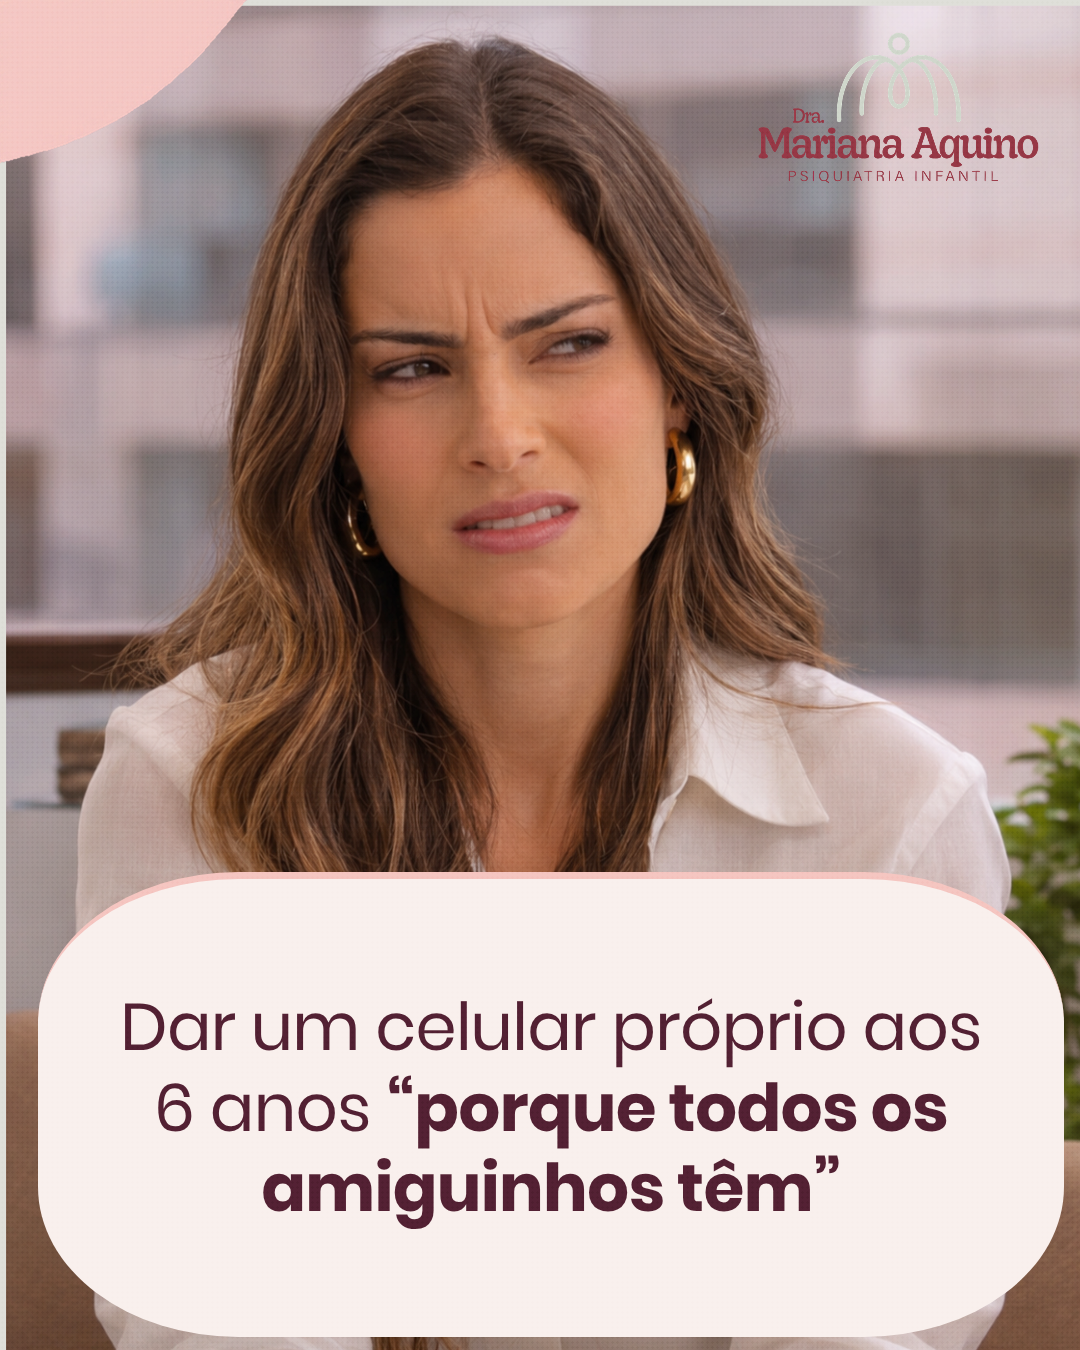 Dra.
Mariana Aquino
PSIQUIATRIA INFANTIL
Dar um celular próprio aos
6 anos “porque todos os
amiguinhos têm”